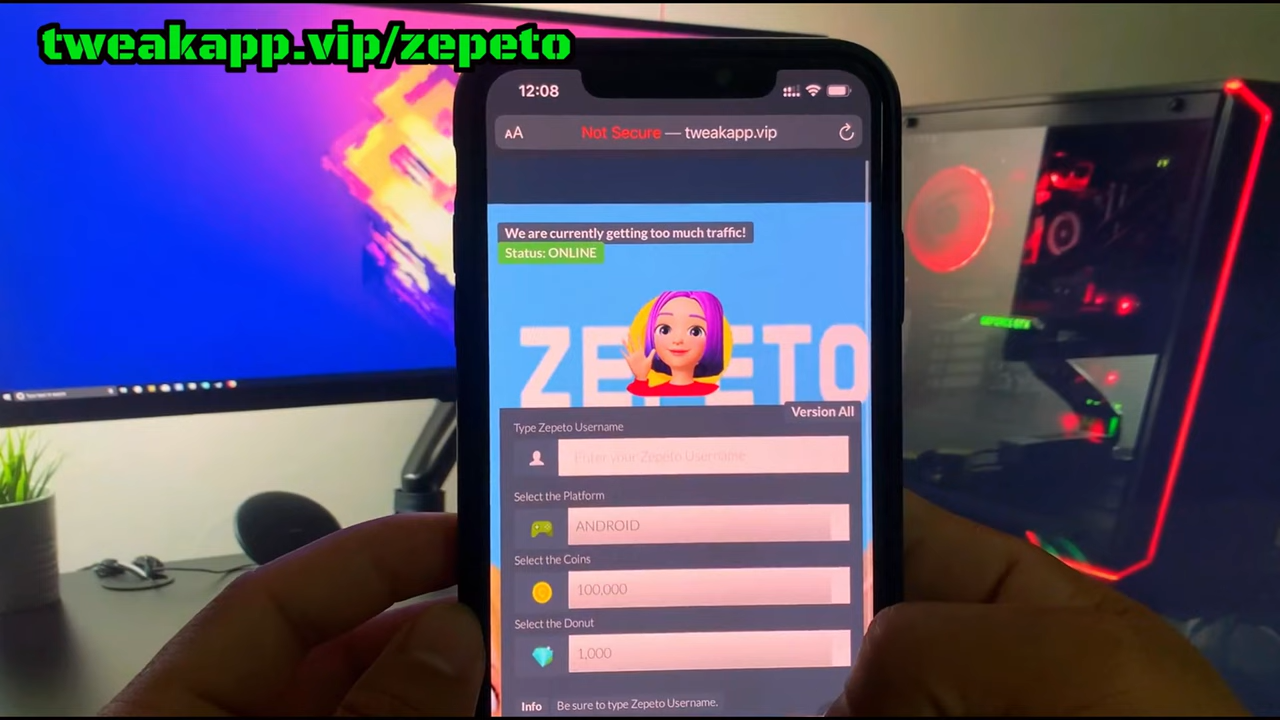 tweakapp.vip/zepeto
12:08
AA Not Secure — tweakapp.vip
We are currently getting too much traffic!
Status: ONLINE
ZEPETO
Version All
Type Zepeto Username
Enter your Zepeto Username
Select the Platform
ANDROID
Select the Coins
100,000
Select the Donut
1,000
Info Be sure to type Zepeto Username.
GEFORCE GTX